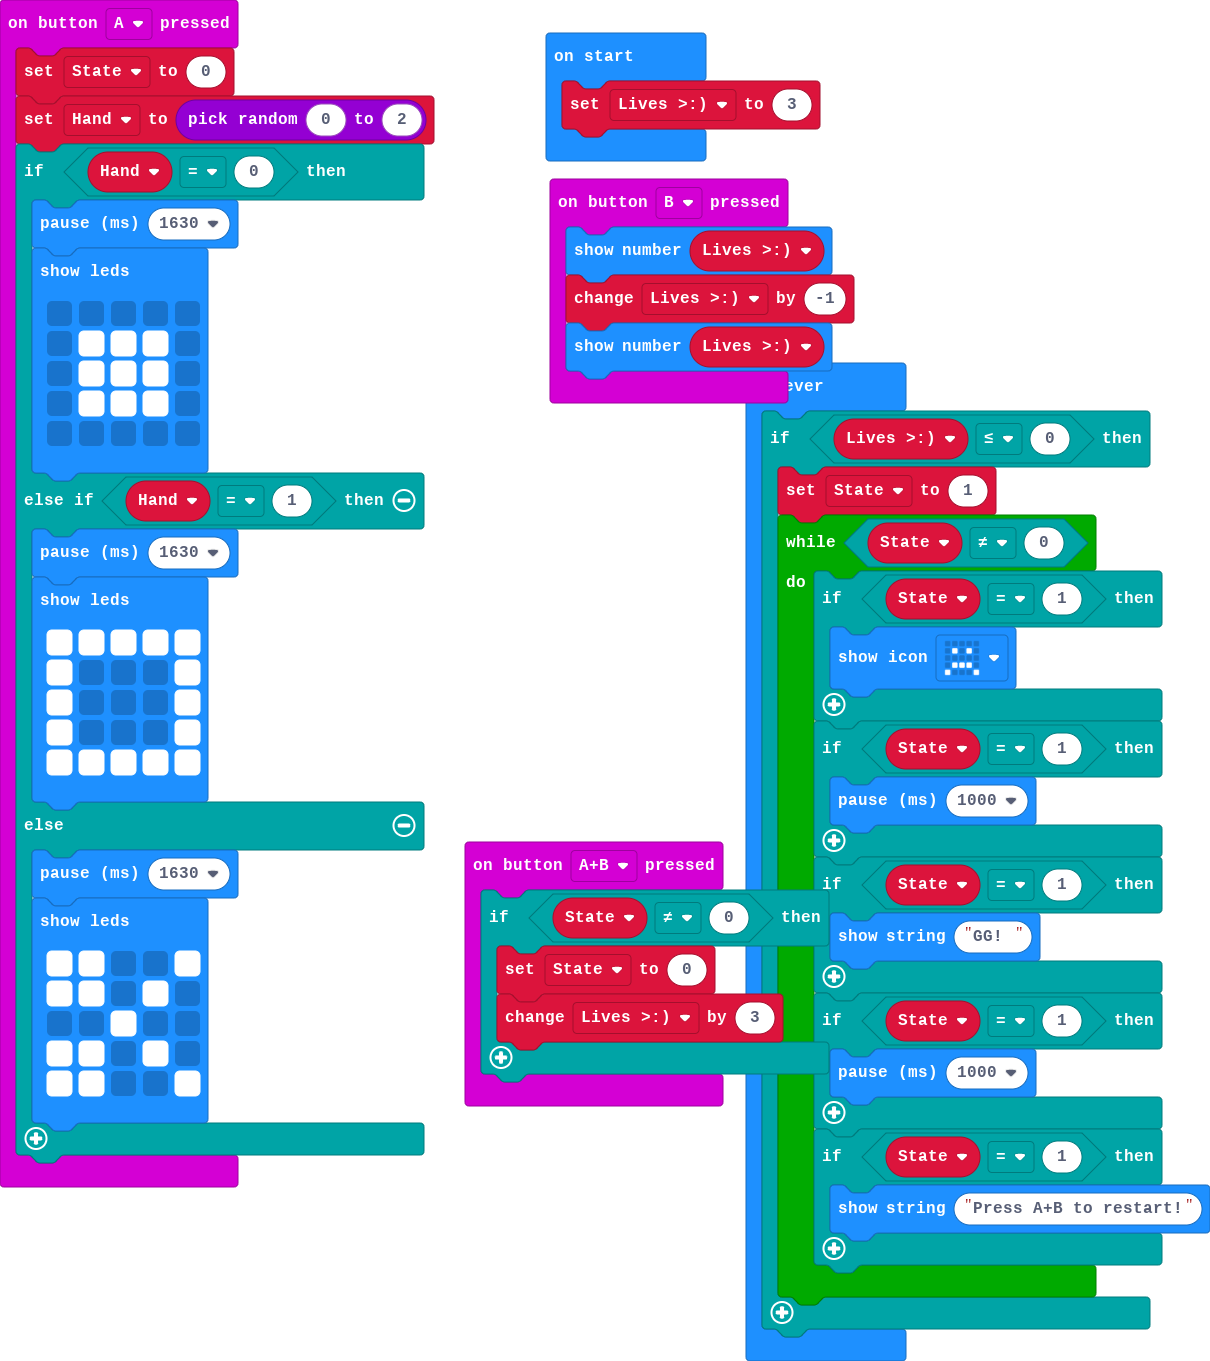 on button A pressed
set State to 0
set Hand to pick random 0 to 2
if Hand = 0 then
pause (ms) 1630
show leds
else if Hand = 1 then
pause (ms) 1630
show leds
else
pause (ms) 1630
show leds
on start
set Lives >:) to 3
on button B pressed
show number Lives >:)
change Lives >:) by -1
show number Lives >:)
ever
if Lives >:) ≤ 0 then
set State to 1
while State ≠ 0
do
if State = 1 then
show icon
if State = 1 then
pause (ms) 1000
if State = 1 then
show string "GG! "
if State = 1 then
pause (ms) 1000
if State = 1 then
show string "Press A+B to restart!"
on button A+B pressed
if State ≠ 0 then
set State to 0
change Lives >:) by 3